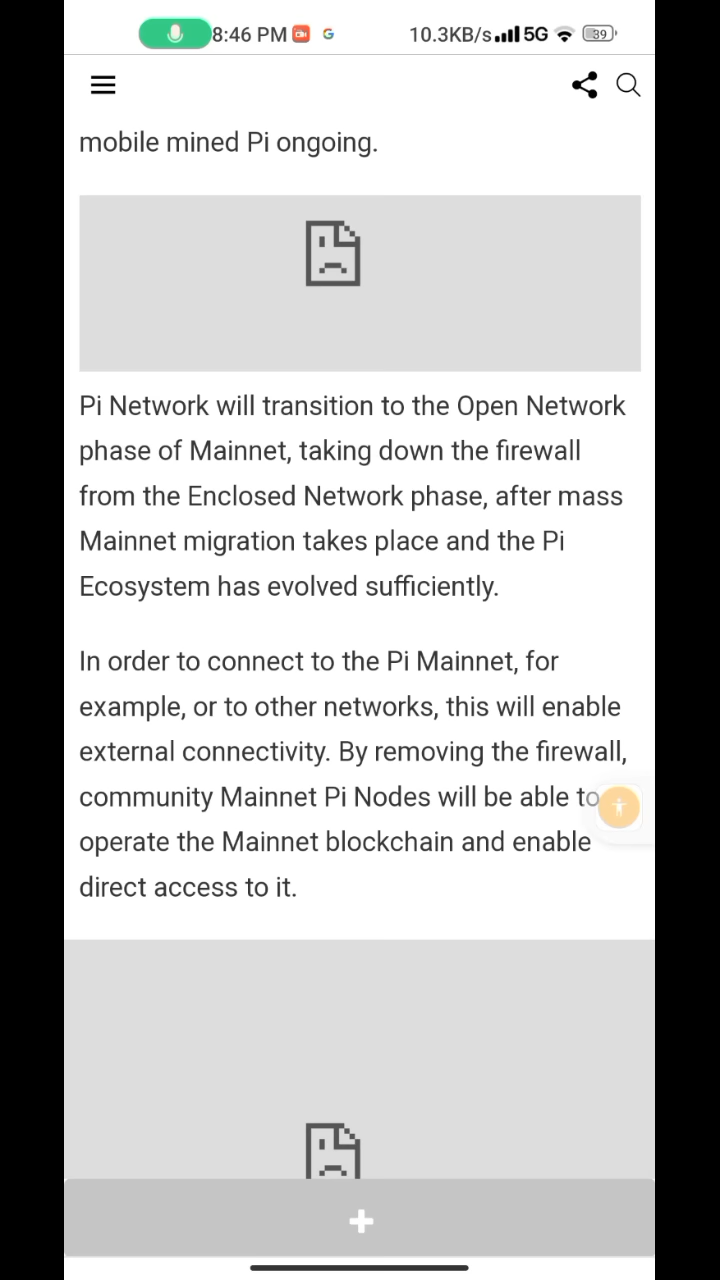 8:46 PM 10.3KB/s 5G 39
mobile mined Pi ongoing.
Pi Network will transition to the Open Network
phase of Mainnet, taking down the firewall
from the Enclosed Network phase, after mass
Mainnet migration takes place and the Pi
Ecosystem has evolved sufficiently.
In order to connect to the Pi Mainnet, for
example, or to other networks, this will enable
external connectivity. By removing the firewall,
community Mainnet Pi Nodes will be able to
operate the Mainnet blockchain and enable
direct access to it.